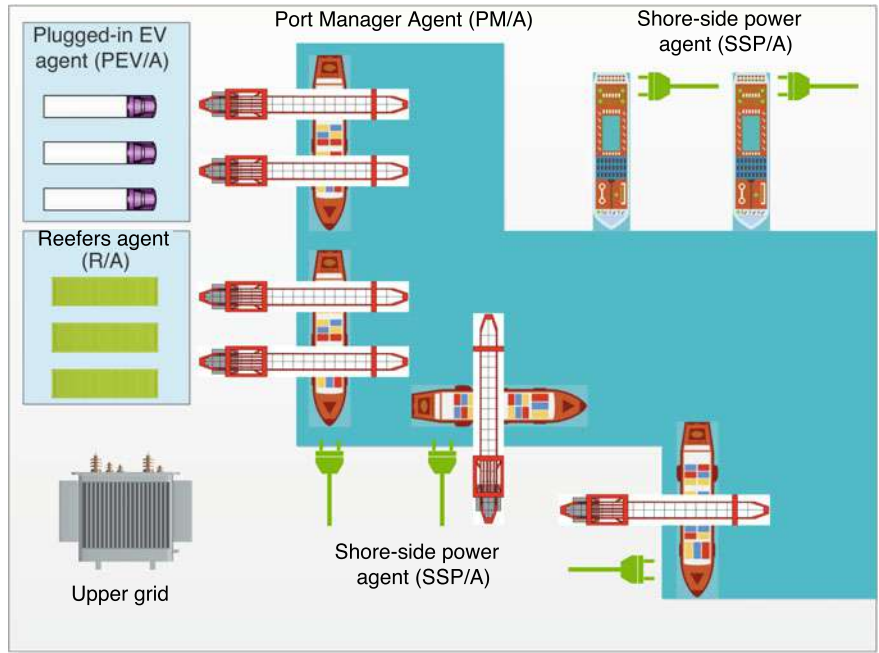 Port Manager Agent (PM/A)
Shore-side power
agent (SSP/A)
Plugged-in EV
agent (PEV/A)
Reefers agent
(R/A)
Shore-side power
agent (SSP/A)
Upper grid